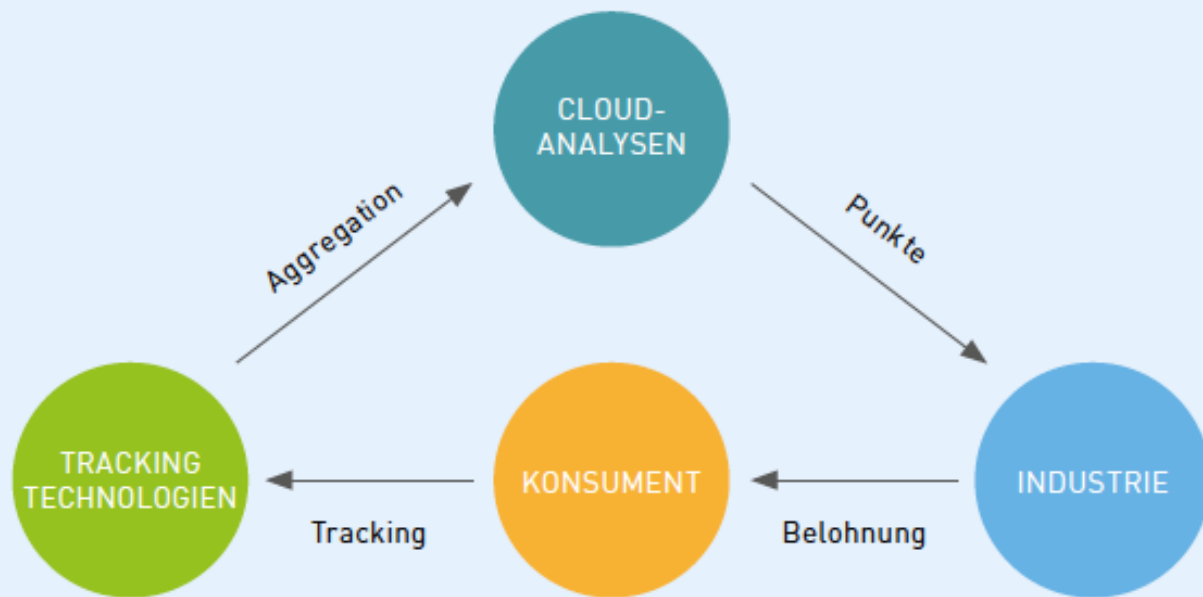 CLOUD-
ANALYSEN
Aggregation
Punkte
TRACKING
TECHNOLOGIEN
KONSUMENT
INDUSTRIE
Tracking
Belohnung